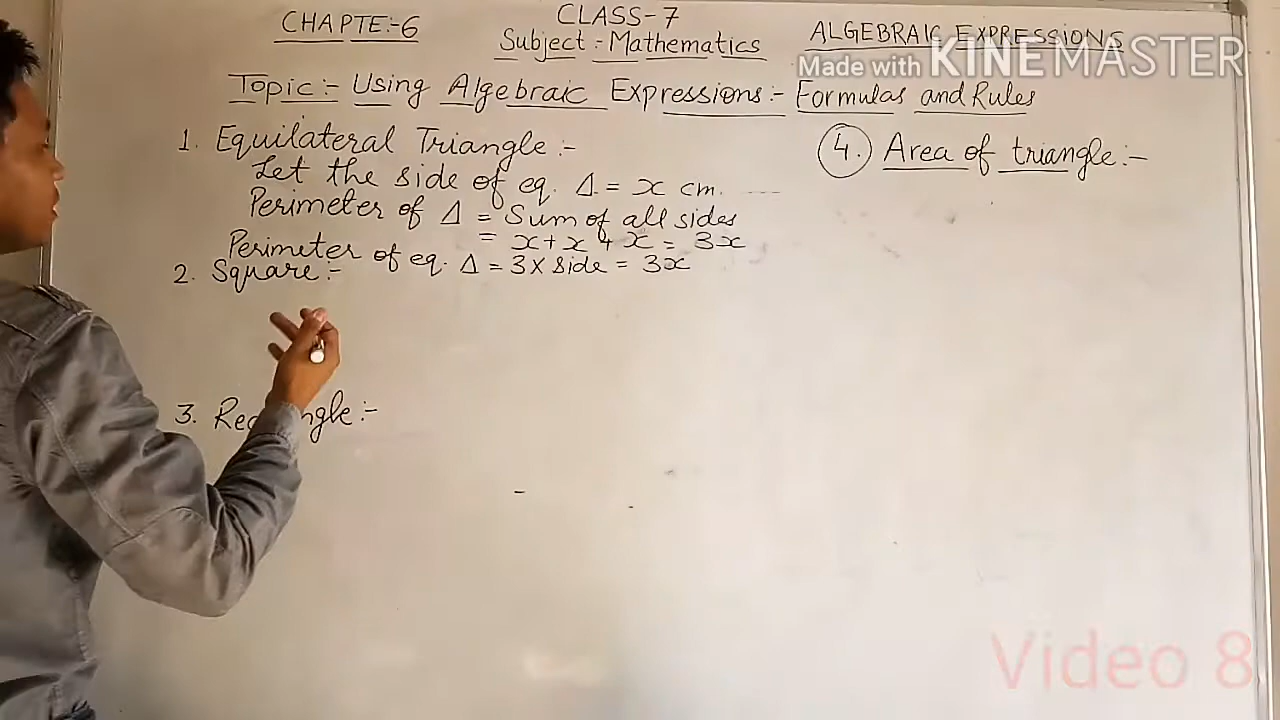 CHAPTE:-6
CLASS-7
Subject :- Mathematics
ALGEBRAIC EXPRESSIONS
Made with KINEMASTER
Topic :- Using Algebraic Expressions :- Formulas and Rules
1. Equilateral Triangle :-
Let the side of eq. Δ = x cm.
Perimeter of Δ = Sum of all sides
= x + x + x = 3x
Perimeter of eq. Δ = 3 × side = 3x
2. Square :-
3. Rectangle :-
4. Area of triangle :-
Video 8